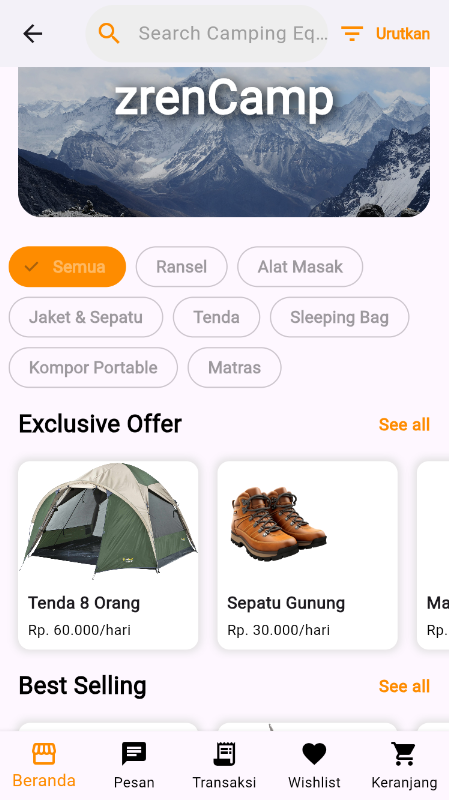 Search Camping Eq... Urutkan
zrenCamp
Semua Ransel Alat Masak
Jaket & Sepatu Tenda Sleeping Bag
Kompor Portable Matras
Exclusive Offer See all
Tenda 8 Orang Sepatu Gunung Ma
Rp. 60.000/hari Rp. 30.000/hari Rp.
Best Selling See all
Beranda Pesan Transaksi Wishlist Keranjang